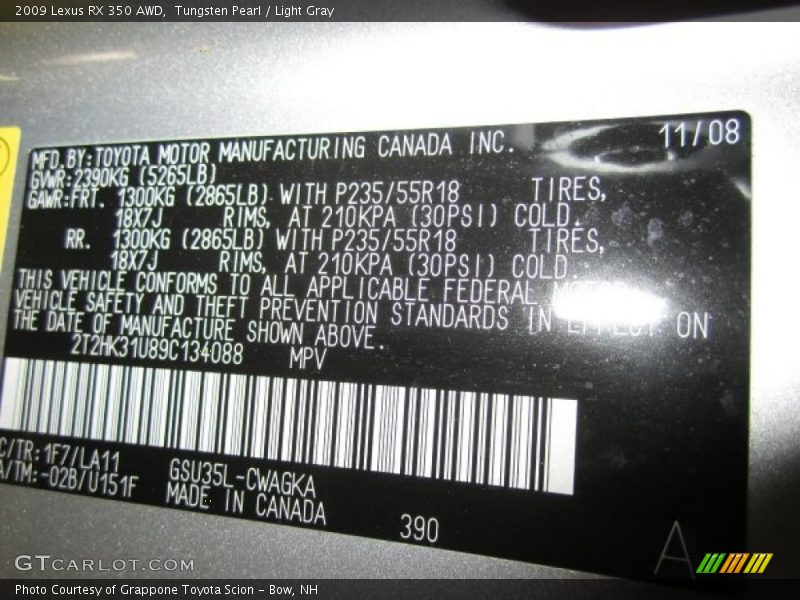 2009 Lexus RX 350 AWD,  Tungsten Pearl / Light Gray
11/08
MFD.BY:TOYOTA MOTOR MANUFACTURING CANADA INC.
GVWR:2390KG (5265LB)
GAWR:FRT. 1300KG (2865LB) WITH P235/55R18 TIRES,
18X7J RIMS, AT 210KPA (30PSI) COLD.
RR. 1300KG (2865LB) WITH P235/55R18 TIRES,
18X7J RIMS, AT 210KPA (30PSI) COLD.
THIS VEHICLE CONFORMS TO ALL APPLICABLE FEDERAL
VEHICLE SAFETY AND THEFT PREVENTION STANDARDS IN ON
THE DATE OF MANUFACTURE SHOWN ABOVE.
2T2HK31U89C134088 MPV
C/TR:1F7/LA11
A/TM:-02B/U151F
GSU35L-CWAGKA
MADE IN CANADA
390
A
GTCARLOT.COM
Photo Courtesy of Grappone Toyota Scion - Bow, NH